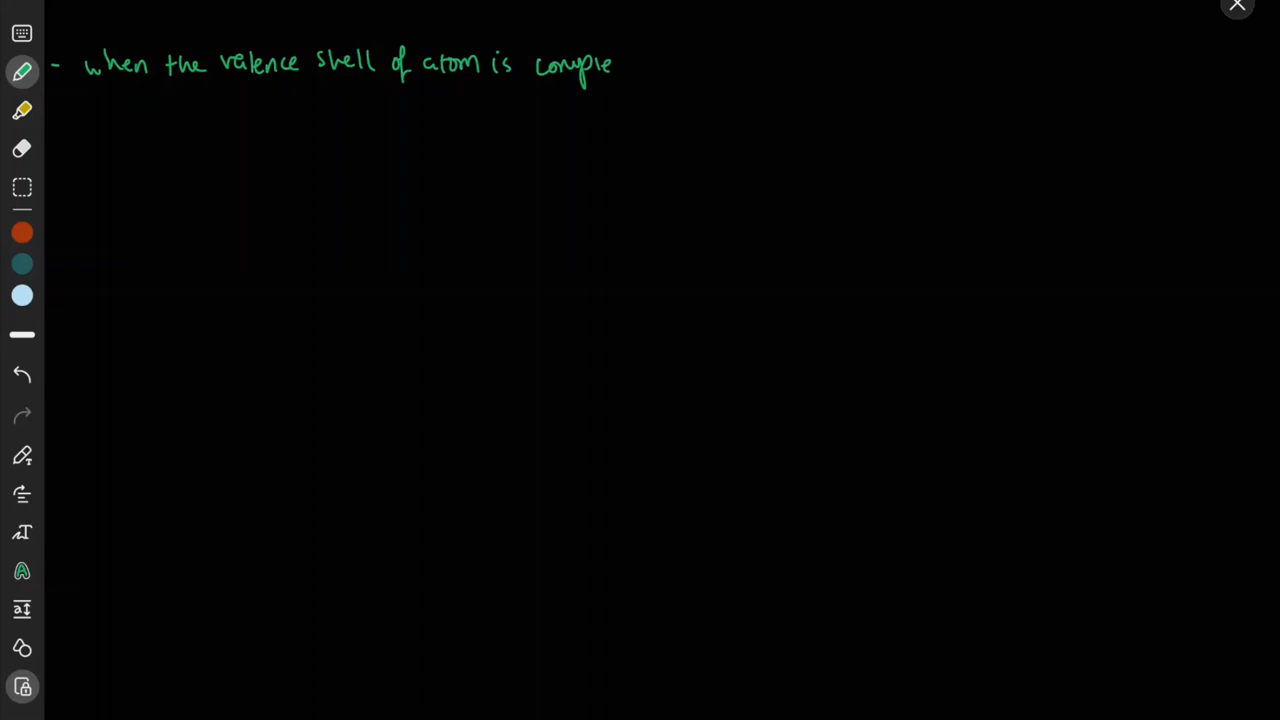 - when the valence shell of atom is comple